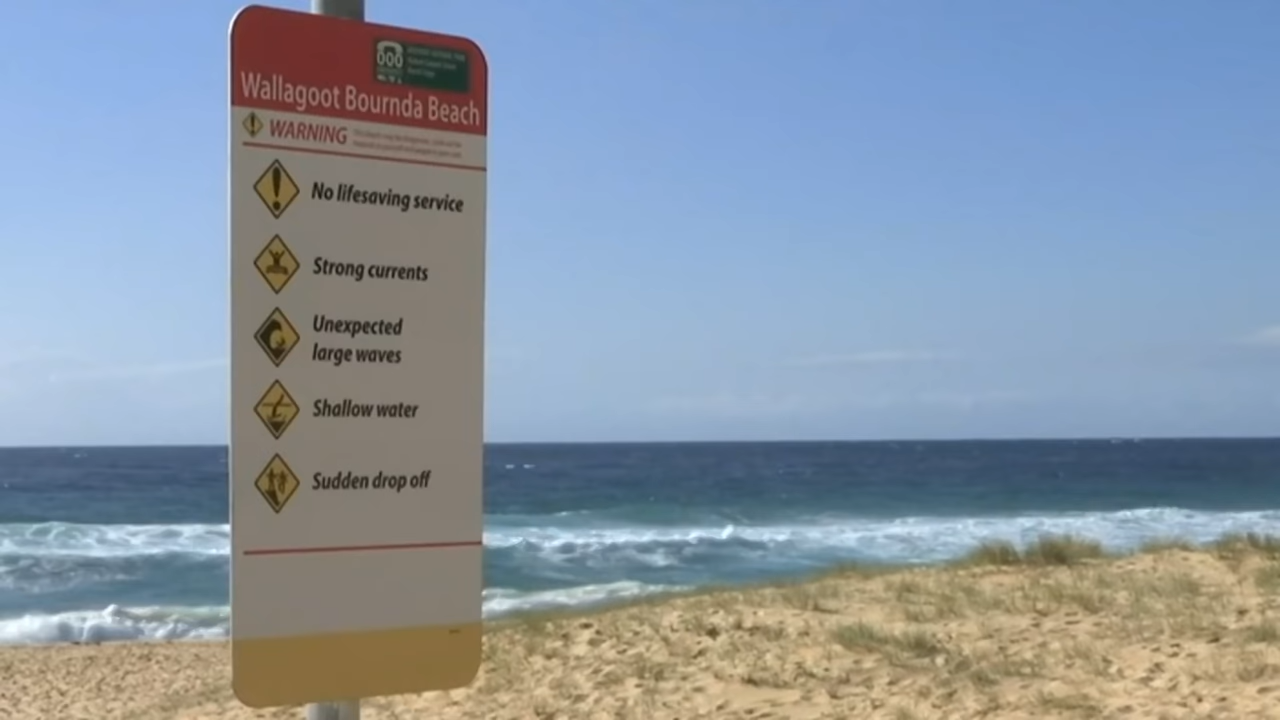 000
Wallagoot Bournda Beach
WARNING
No lifesaving service
Strong currents
Unexpected
large waves
Shallow water
Sudden drop off